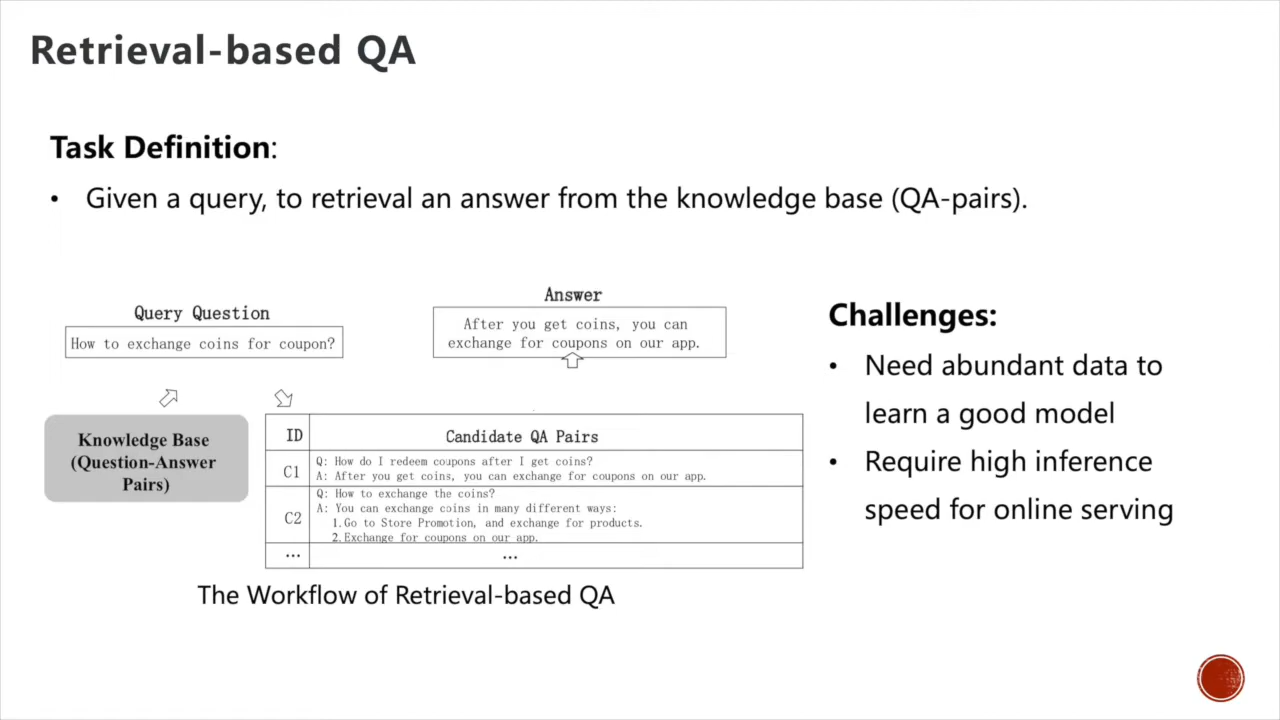 Retrieval-based QA
Task Definition:
• Given a query, to retrieval an answer from the knowledge base (QA-pairs).
Query Question
How to exchange coins for coupon?
Answer
After you get coins, you can
exchange for coupons on our app.
Knowledge Base
(Question-Answer
Pairs)
ID Candidate QA Pairs
C1 Q: How do I redeem coupons after I get coins?
A: After you get coins, you can exchange for coupons on our app.
C2 Q: How to exchange the coins?
A: You can exchange coins in many different ways:
1.Go to Store Promotion, and exchange for products.
2.Exchange for coupons on our app.
... ...
The Workflow of Retrieval-based QA
Challenges:
• Need abundant data to
learn a good model
• Require high inference
speed for online serving